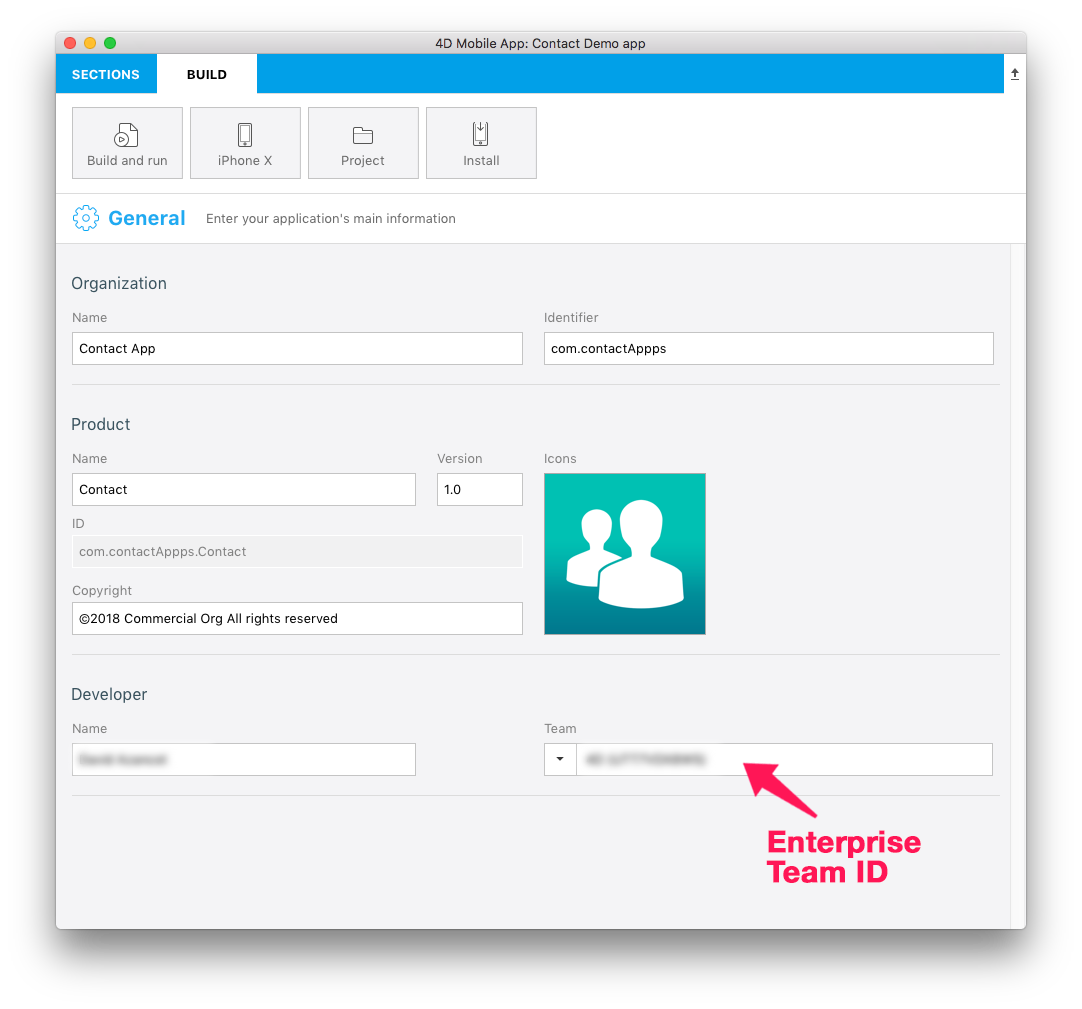 4D Mobile App: Contact Demo app
SECTIONS BUILD
Build and run iPhone X Project Install
General Enter your application's main information
Organization
Name Identifier
Contact App com.contactAppps
Product
Name Version Icons
Contact 1.0
ID
com.contactAppps.Contact
Copyright
©2018 Commercial Org All rights reserved
Developer
Name Team
Enterprise
Team ID